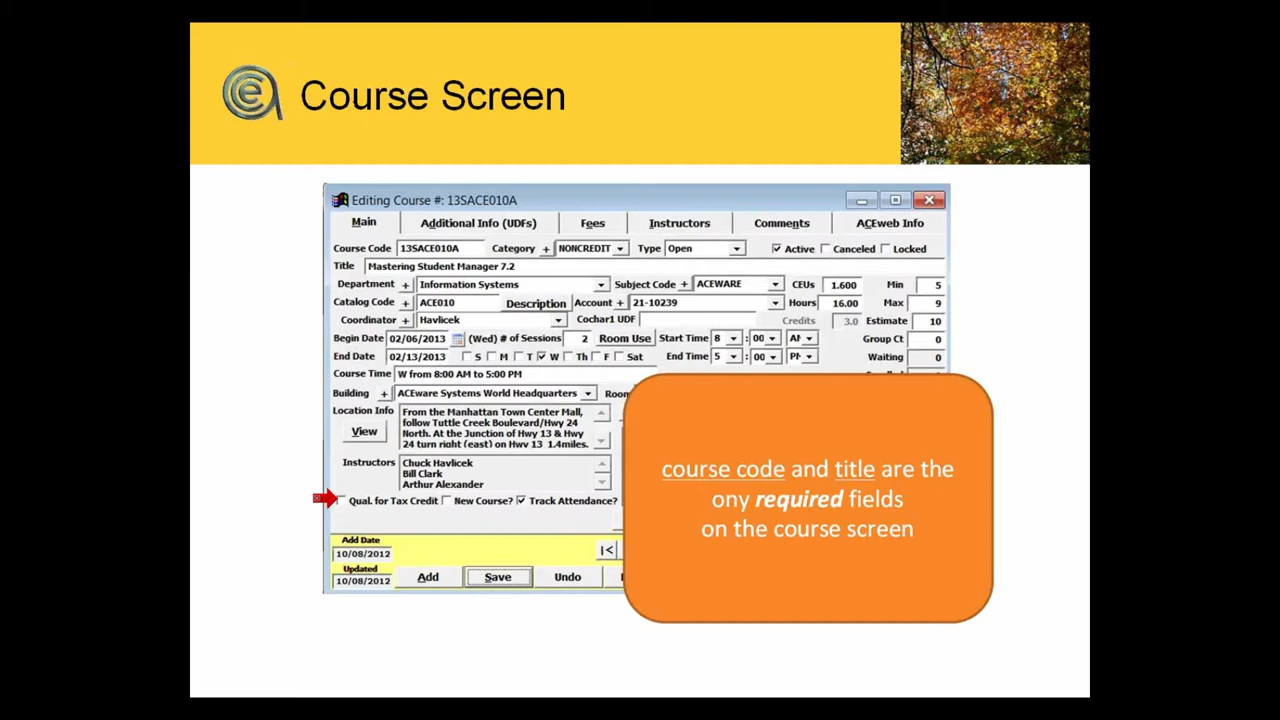 Course Screen
Editing Course #: 13SACE010A
Main Additional Info (UDFs) Fees Instructors Comments ACEweb Info
Course Code 13SACE010A Category + NONCREDIT Type Open Active Canceled Locked
Title Mastering Student Manager 7.2
Department + Information Systems Subject Code + ACEWARE CEUs 1.600 Min 5
Catalog Code + ACE010 Description Account + 21-10239 Hours 16.00 Max 9
Coordinator + Havlicek Cochar1 UDF Credits 3.0 Estimate 10
Begin Date 02/06/2013 (Wed) # of Sessions 2 Room Use Start Time 8 : 00 Group Ct 0
End Date 02/13/2013 S M T W Th F Sat End Time 5 : 00 Waiting 0
Course Time W from 8:00 AM to 5:00 PM
Building + ACEware Systems World Headquarters
Location Info From the Manhattan Town Center Mall,
follow Tuttle Creek Boulevard/Hwy 24
View North. At the Junction of Hwy 13 & Hwy
24 turn right (east) on Hwy 13 1.4miles.
Instructors Chuck Havlicek
Bill Clark
Arthur Alexander
Qual. for Tax Credit New Course? Track Attendance?
Add Date
10/08/2012
Updated
10/08/2012 Add Save Undo
course code and title are the
ony required fields
on the course screen